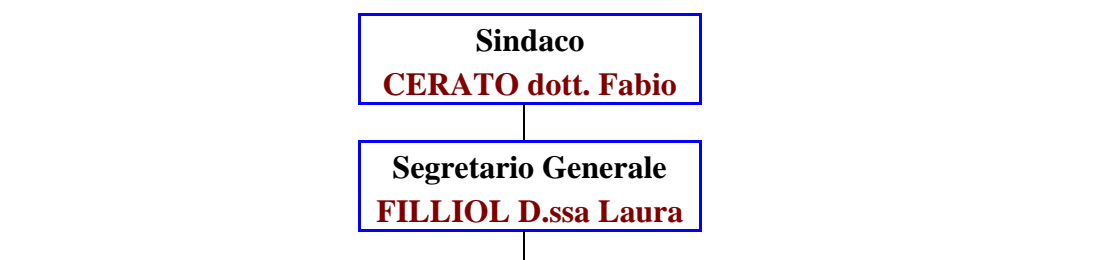 Sindaco
CERATO dott. Fabio
Segretario Generale
FILLIOL D.ssa Laura